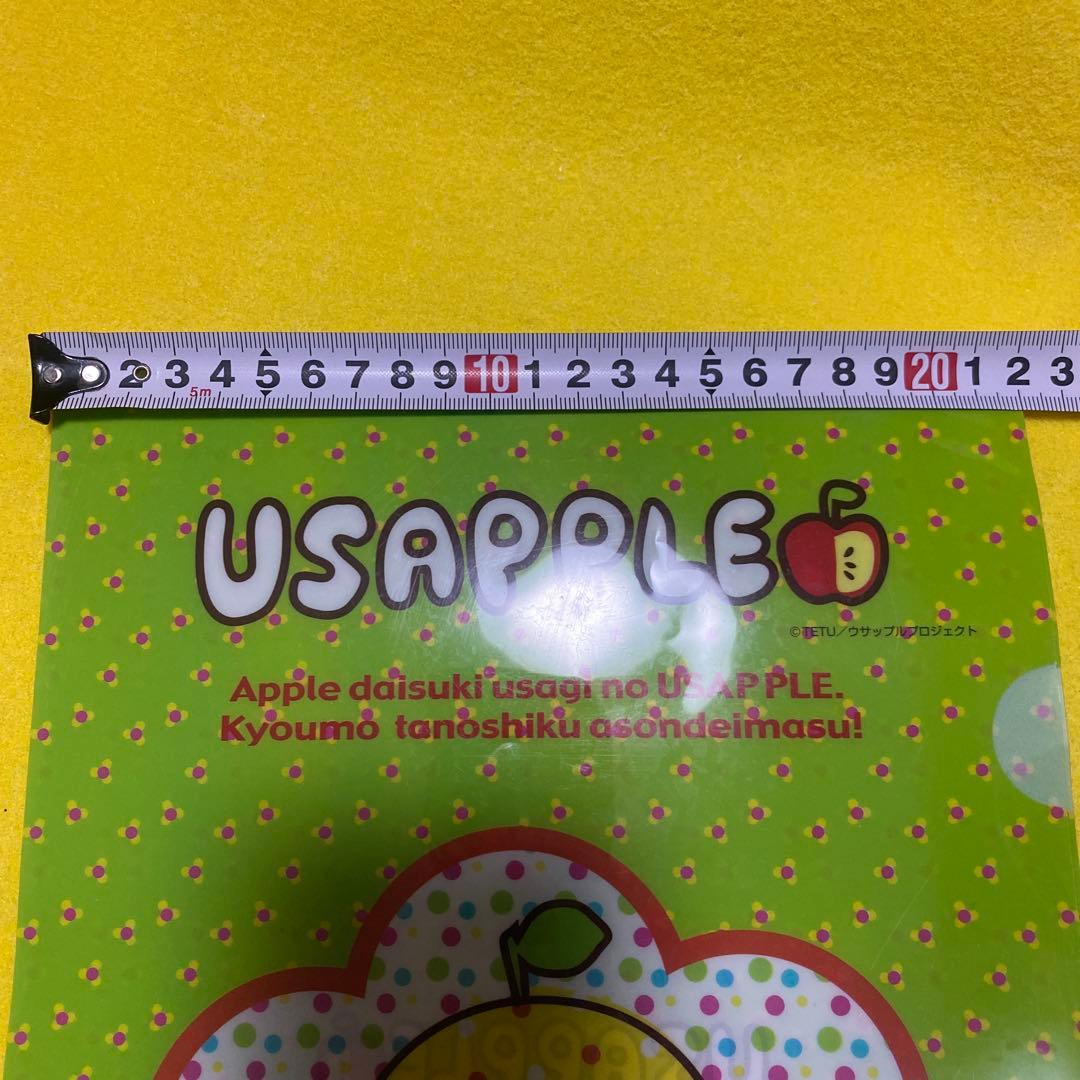 2 3 4 5 6 7 8 9 10 1 2 3 4 5 6 7 8 9 20 1 2 3
5m
USAPPLE
©TETU／ウサップルプロジェクト
Apple daisuki usagi no USAPPLE.
Kyoumo tanoshiku asondeimasu!